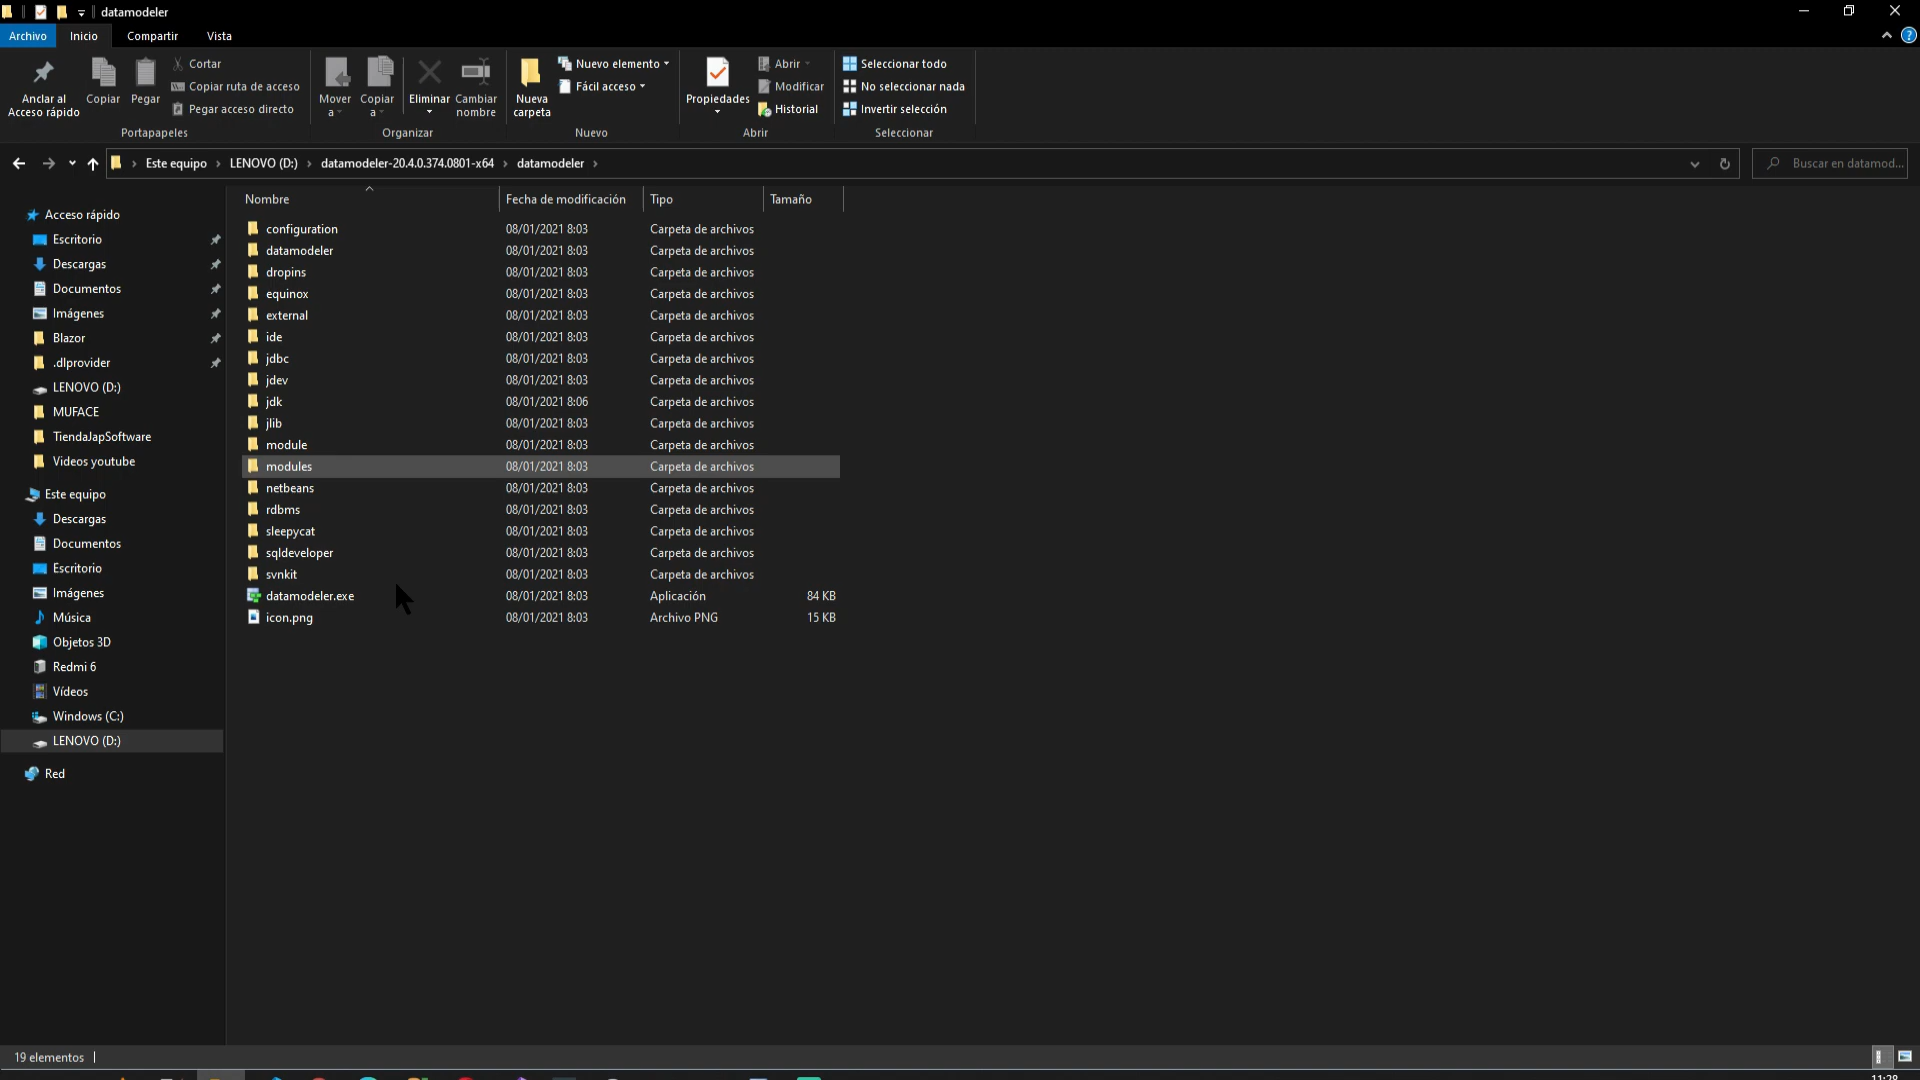 datamodeler
Archivo Inicio Compartir Vista
Anclar al Acceso rápido
Copiar
Pegar
Cortar
Copiar ruta de acceso
Pegar acceso directo
Portapapeles
Mover a
Copiar a
Eliminar
Cambiar nombre
Organizar
Nueva carpeta
Nuevo elemento
Fácil acceso
Nuevo
Propiedades
Abrir
Modificar
Historial
Abrir
Seleccionar todo
No seleccionar nada
Invertir selección
Seleccionar
Este equipo > LENOVO (D:) > datamodeler-20.4.0.374.0801-x64 > datamodeler >
Buscar en datamod...
Acceso rápido
Escritorio
Descargas
Documentos
Imágenes
Blazor
.dlprovider
LENOVO (D:)
MUFACE
TiendaJapSoftware
Videos youtube
Este equipo
Descargas
Documentos
Escritorio
Imágenes
Música
Objetos 3D
Redmi 6
Vídeos
Windows (C:)
LENOVO (D:)
Red
Nombre Fecha de modificación Tipo Tamaño
configuration 08/01/2021 8:03 Carpeta de archivos
datamodeler 08/01/2021 8:03 Carpeta de archivos
dropins 08/01/2021 8:03 Carpeta de archivos
equinox 08/01/2021 8:03 Carpeta de archivos
external 08/01/2021 8:03 Carpeta de archivos
ide 08/01/2021 8:03 Carpeta de archivos
jdbc 08/01/2021 8:03 Carpeta de archivos
jdev 08/01/2021 8:03 Carpeta de archivos
jdk 08/01/2021 8:06 Carpeta de archivos
jlib 08/01/2021 8:03 Carpeta de archivos
module 08/01/2021 8:03 Carpeta de archivos
modules 08/01/2021 8:03 Carpeta de archivos
netbeans 08/01/2021 8:03 Carpeta de archivos
rdbms 08/01/2021 8:03 Carpeta de archivos
sleepycat 08/01/2021 8:03 Carpeta de archivos
sqldeveloper 08/01/2021 8:03 Carpeta de archivos
svnkit 08/01/2021 8:03 Carpeta de archivos
datamodeler.exe 08/01/2021 8:03 Aplicación 84 KB
icon.png 08/01/2021 8:03 Archivo PNG 15 KB
19 elementos